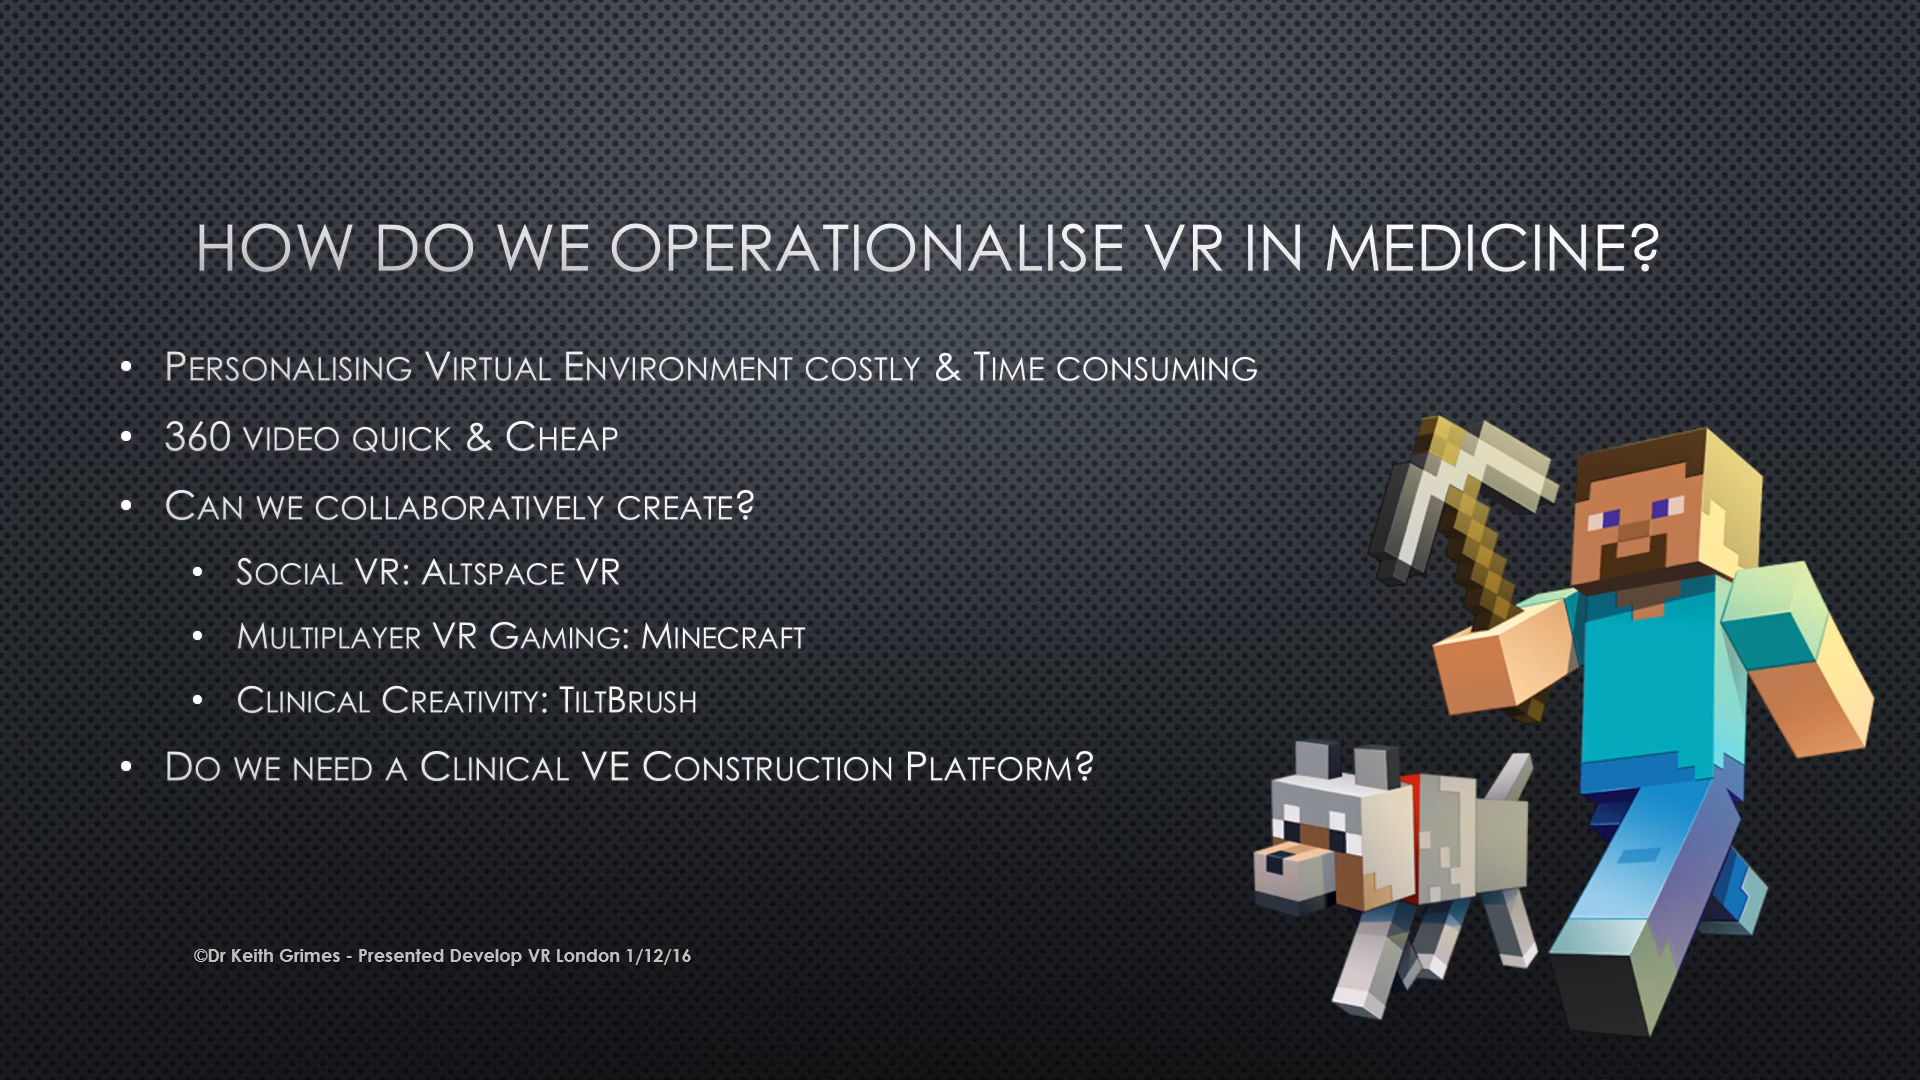 HOW DO WE OPERATIONALISE VR IN MEDICINE?
• PERSONALISING VIRTUAL ENVIRONMENT COSTLY & TIME CONSUMING
• 360 VIDEO QUICK & CHEAP
• CAN WE COLLABORATIVELY CREATE?
• SOCIAL VR: ALTSPACE VR
• MULTIPLAYER VR GAMING: MINECRAFT
• CLINICAL CREATIVITY: TILTBRUSH
• DO WE NEED A CLINICAL VE CONSTRUCTION PLATFORM?
©Dr Keith Grimes - Presented Develop VR London 1/12/16